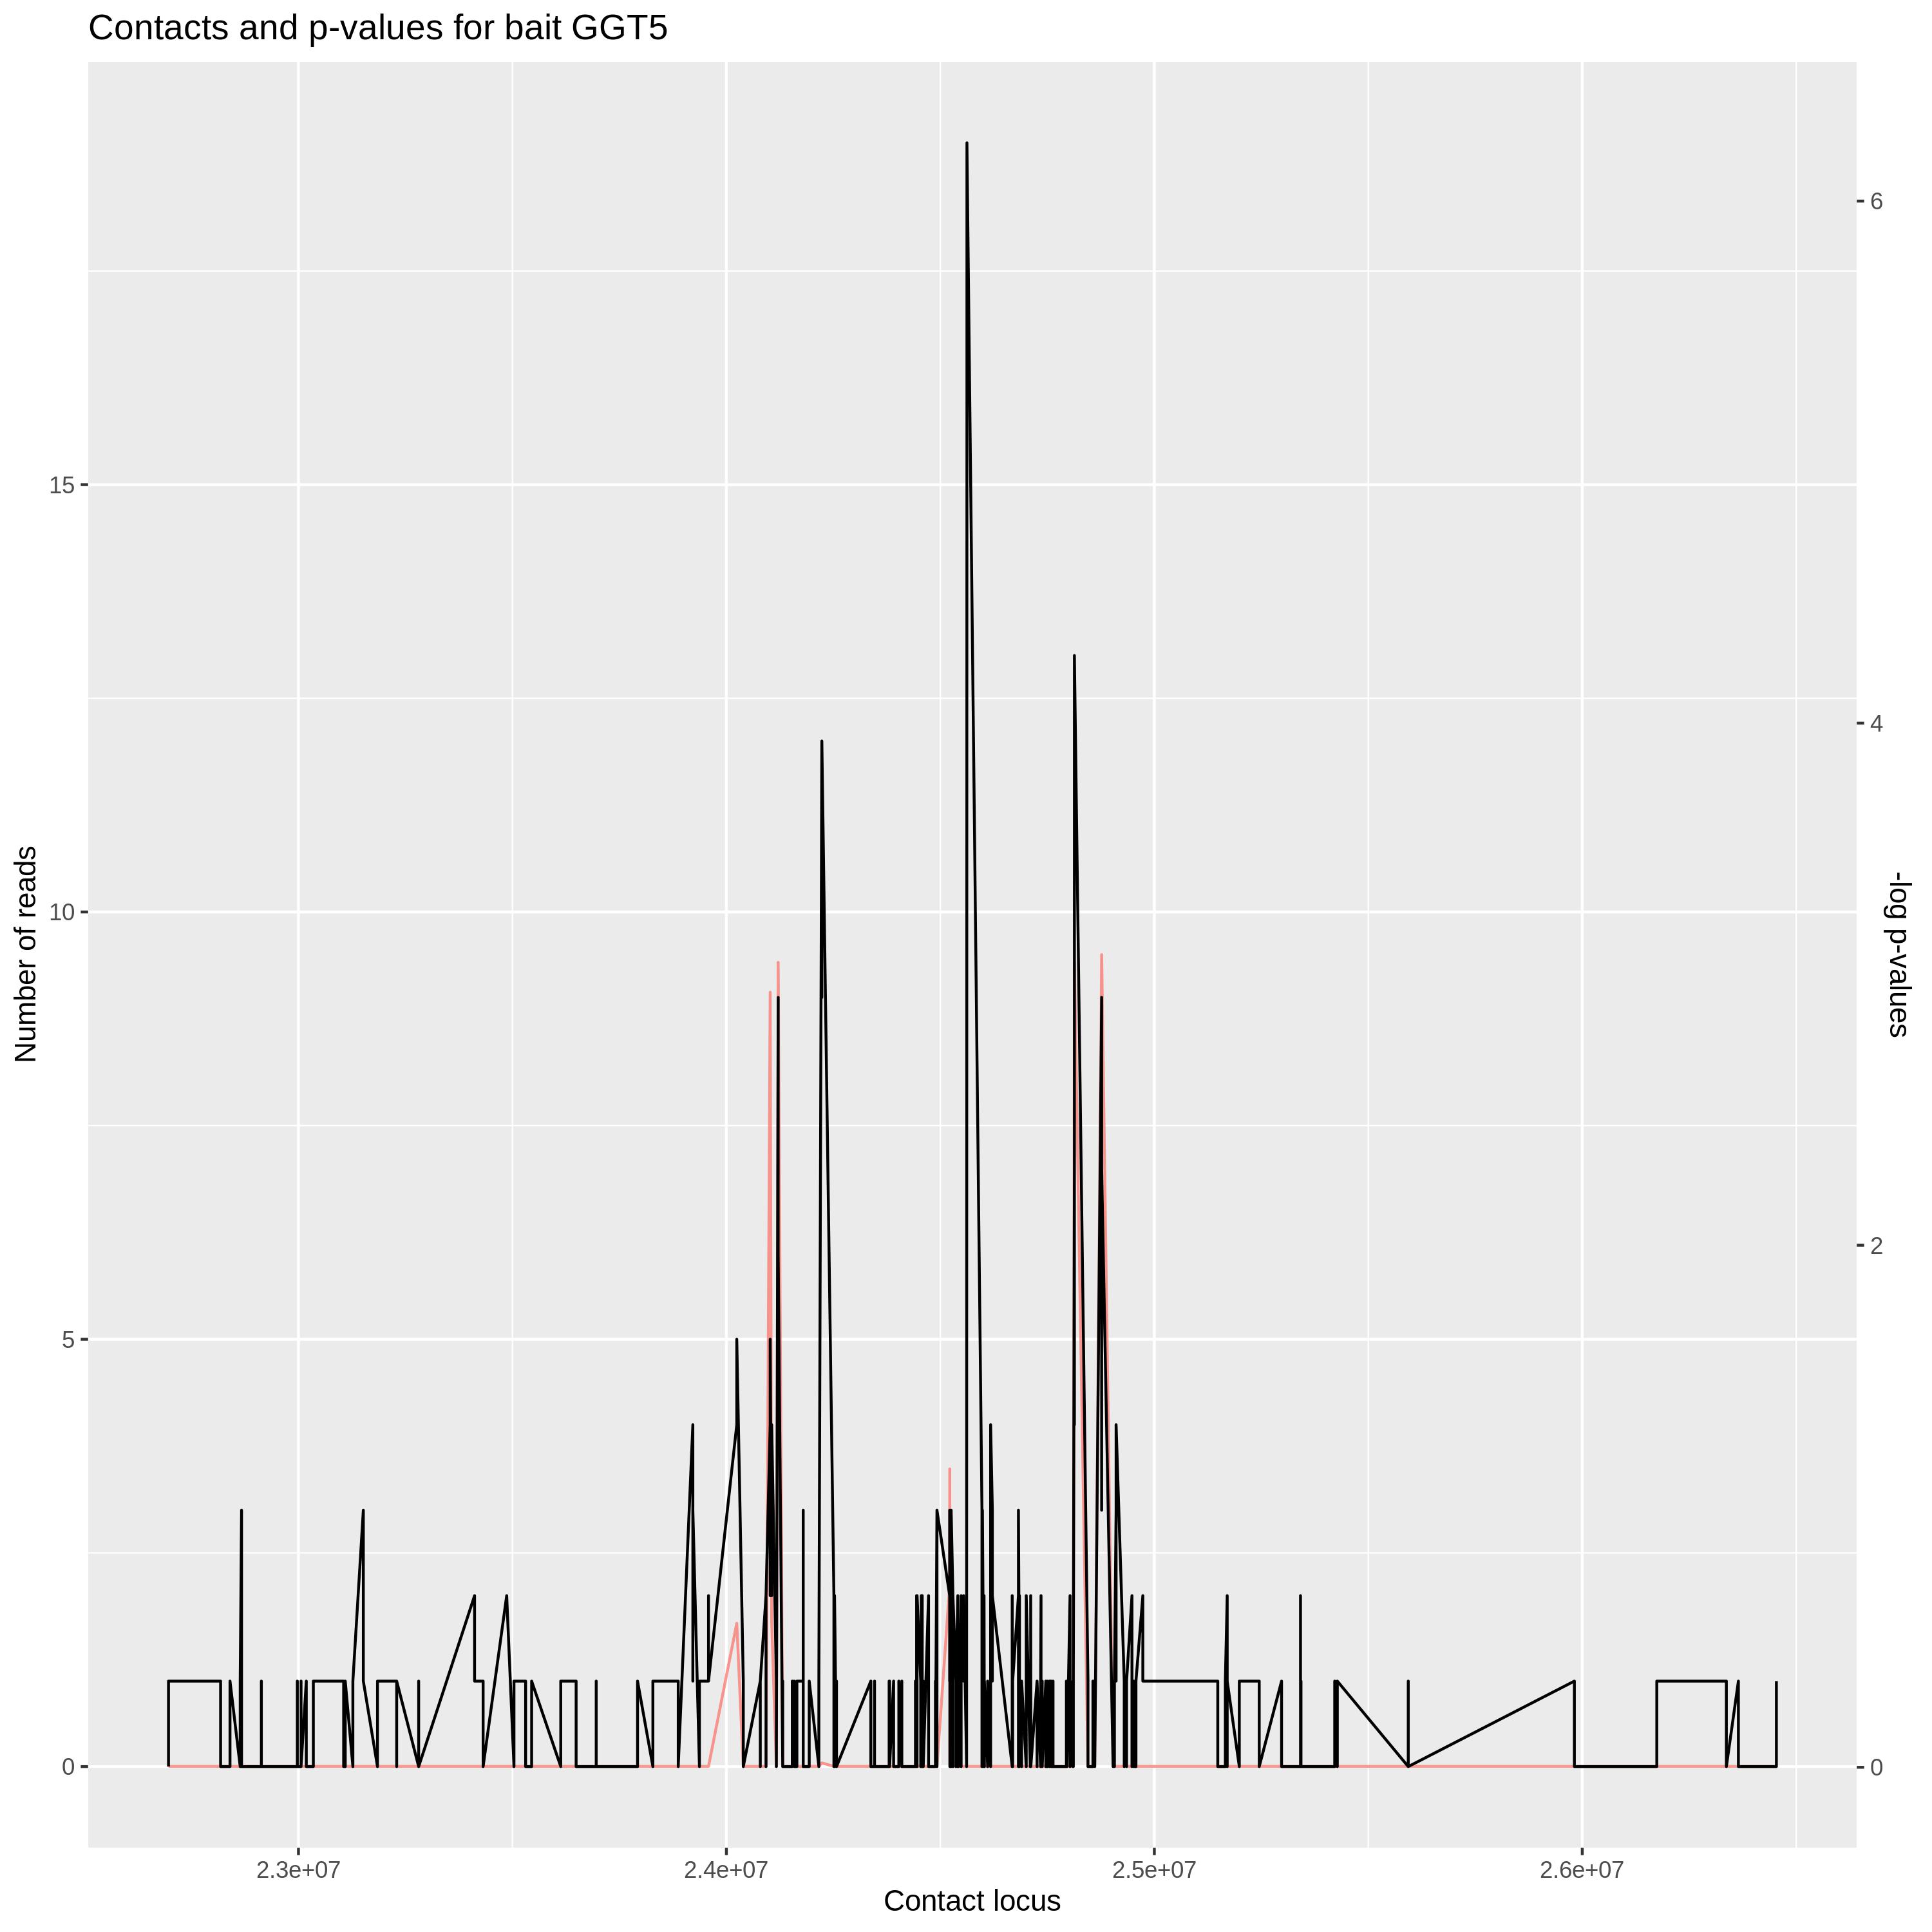 Contacts and p-values for bait GGT5
Number of reads
15
10
5
0
6
4
2
0
-log p-values
2.3e+07 2.4e+07 2.5e+07 2.6e+07
Contact locus